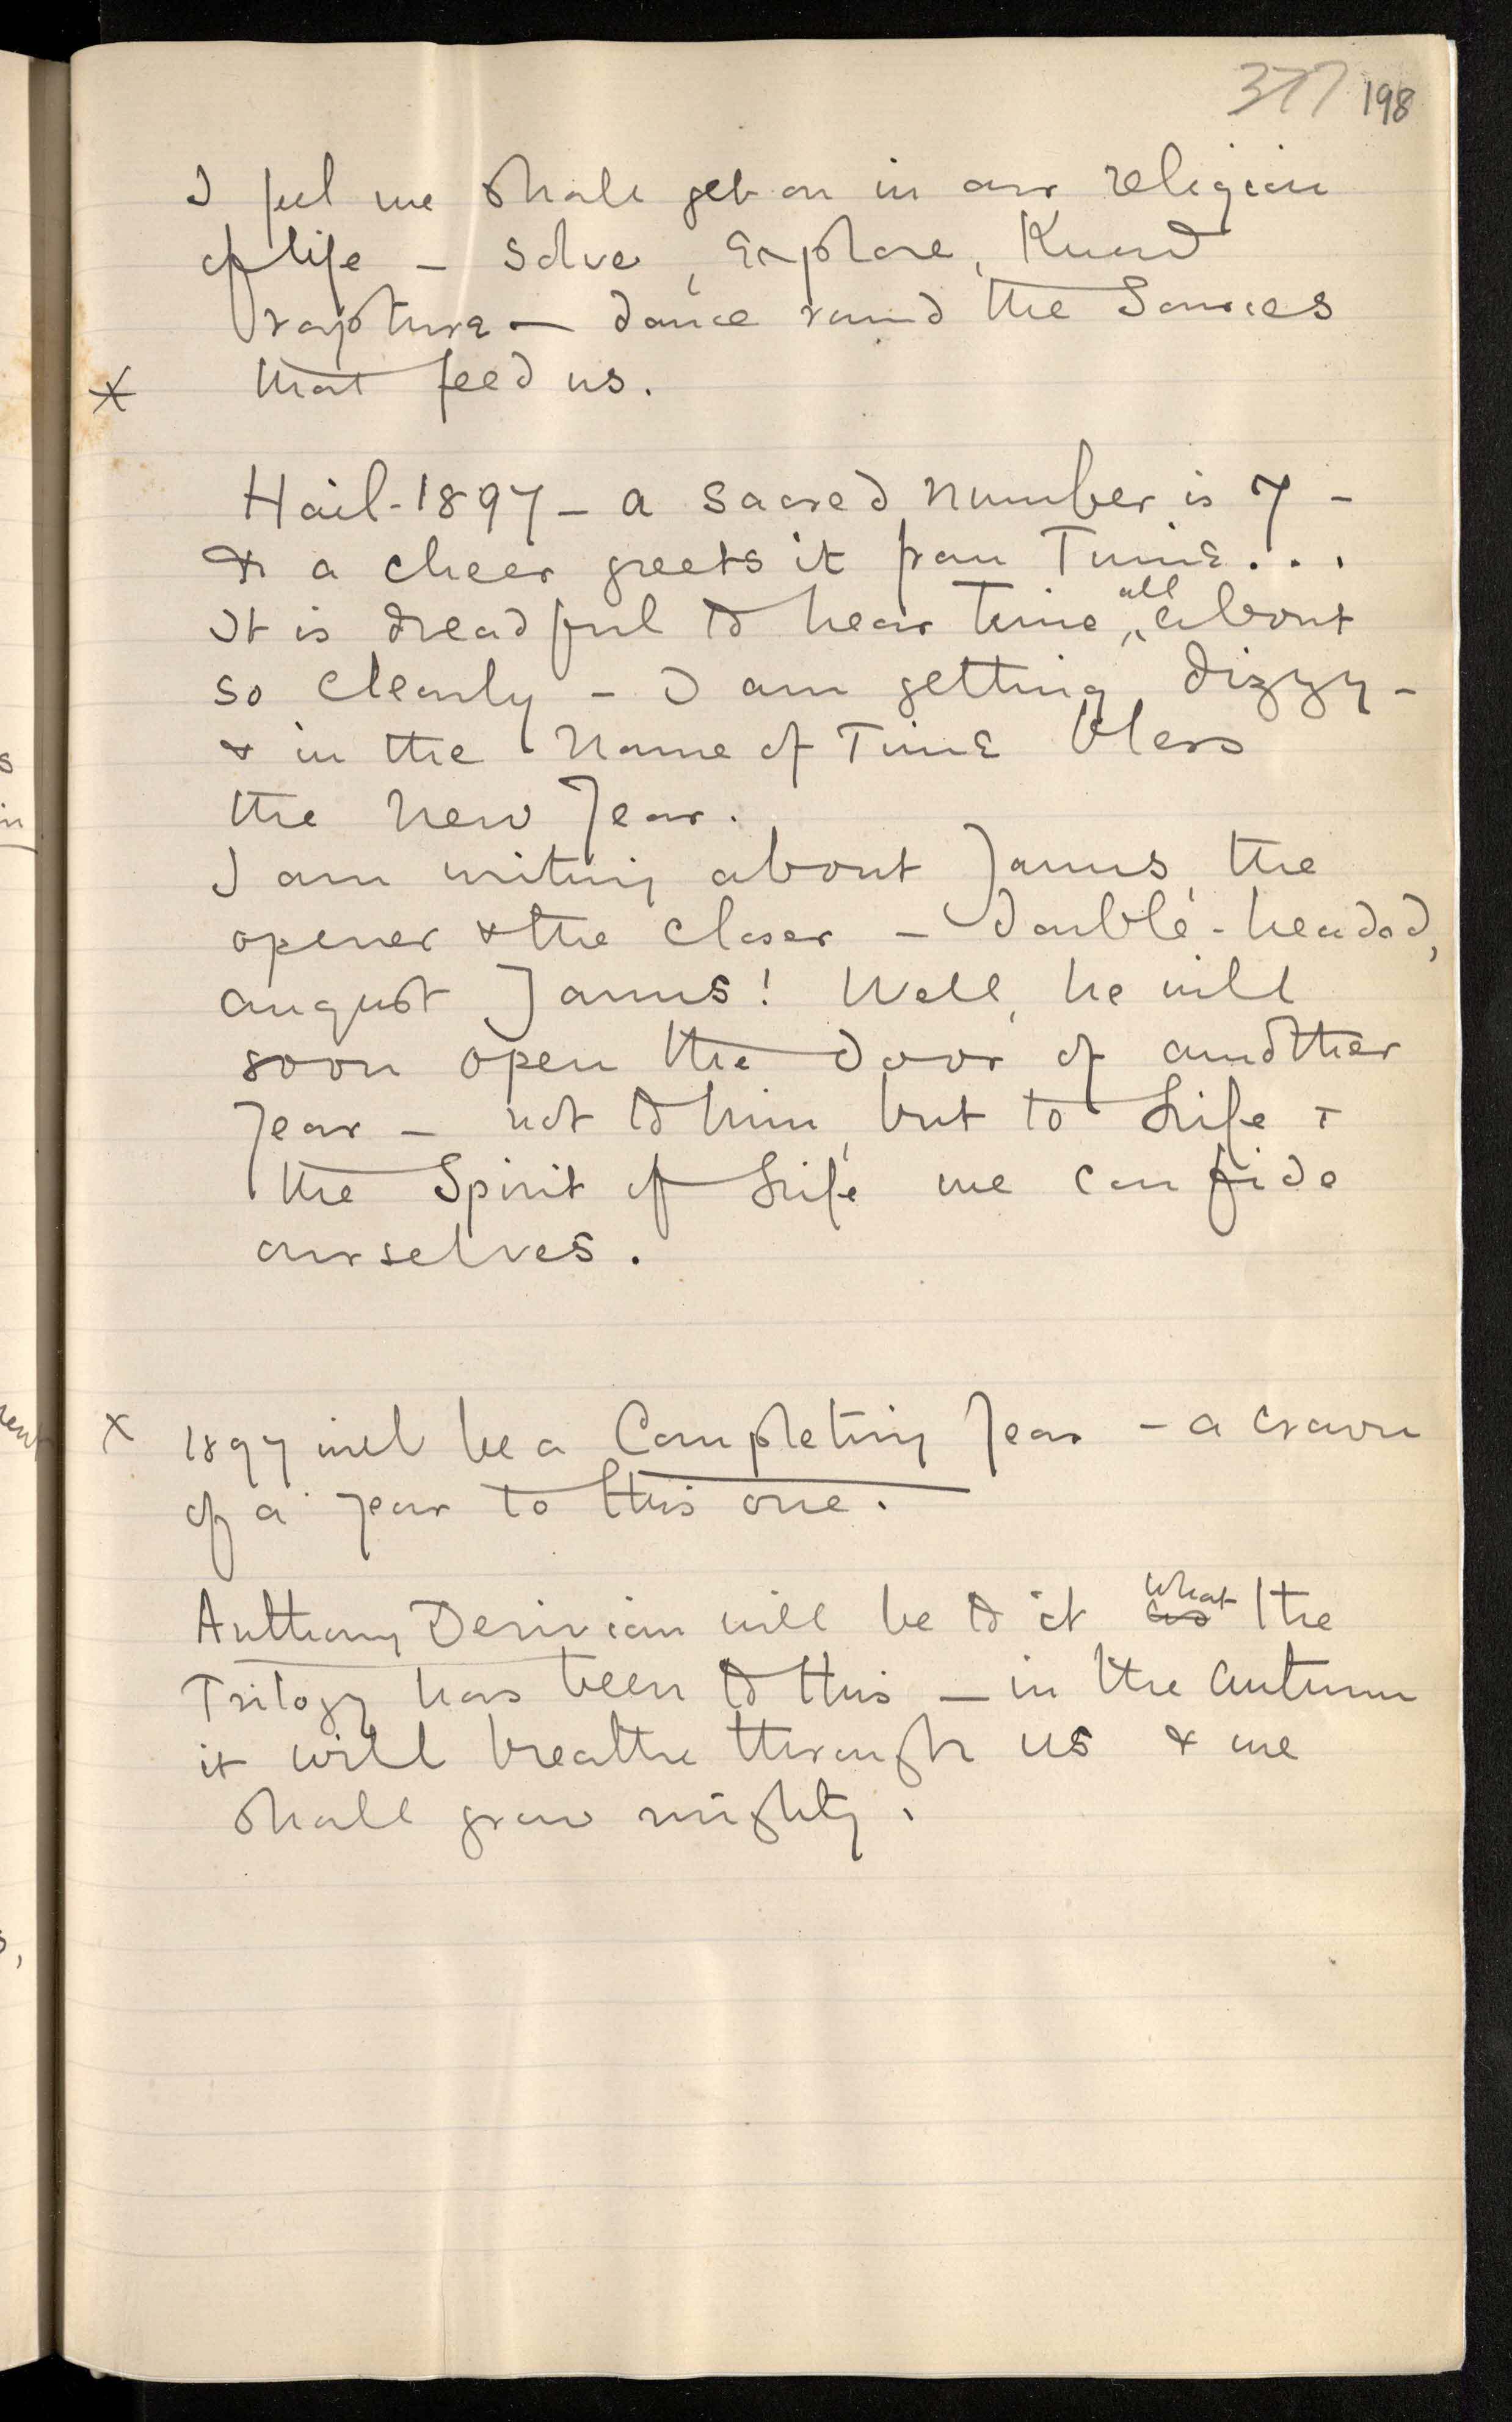 377 198
I feel we shall get on in our religion
of life – solve, explore, know
rapture – dance round the Sources
X that feed us.
Hail – 1897 – a sacred number is 7 –
& a cheer greets it from Time...
It is dreadful to hear time all about
so clearly – I am getting dizzy –
& in the name of Time bless
the New Year.
I am writing about Janus, the
opener & the closer – double-headed,
august Janus! Well, he will
soon open the door of another
Year – not to him, but to Life &
the Spirit of Life we confide
ourselves.
x 1897 will be a Completing Year – a crown
of a year to this one.
Anthony Derivian will be to it as what the
Trilogy has been to this – in the autumn
it will breathe through us & we
shall grow mighty.